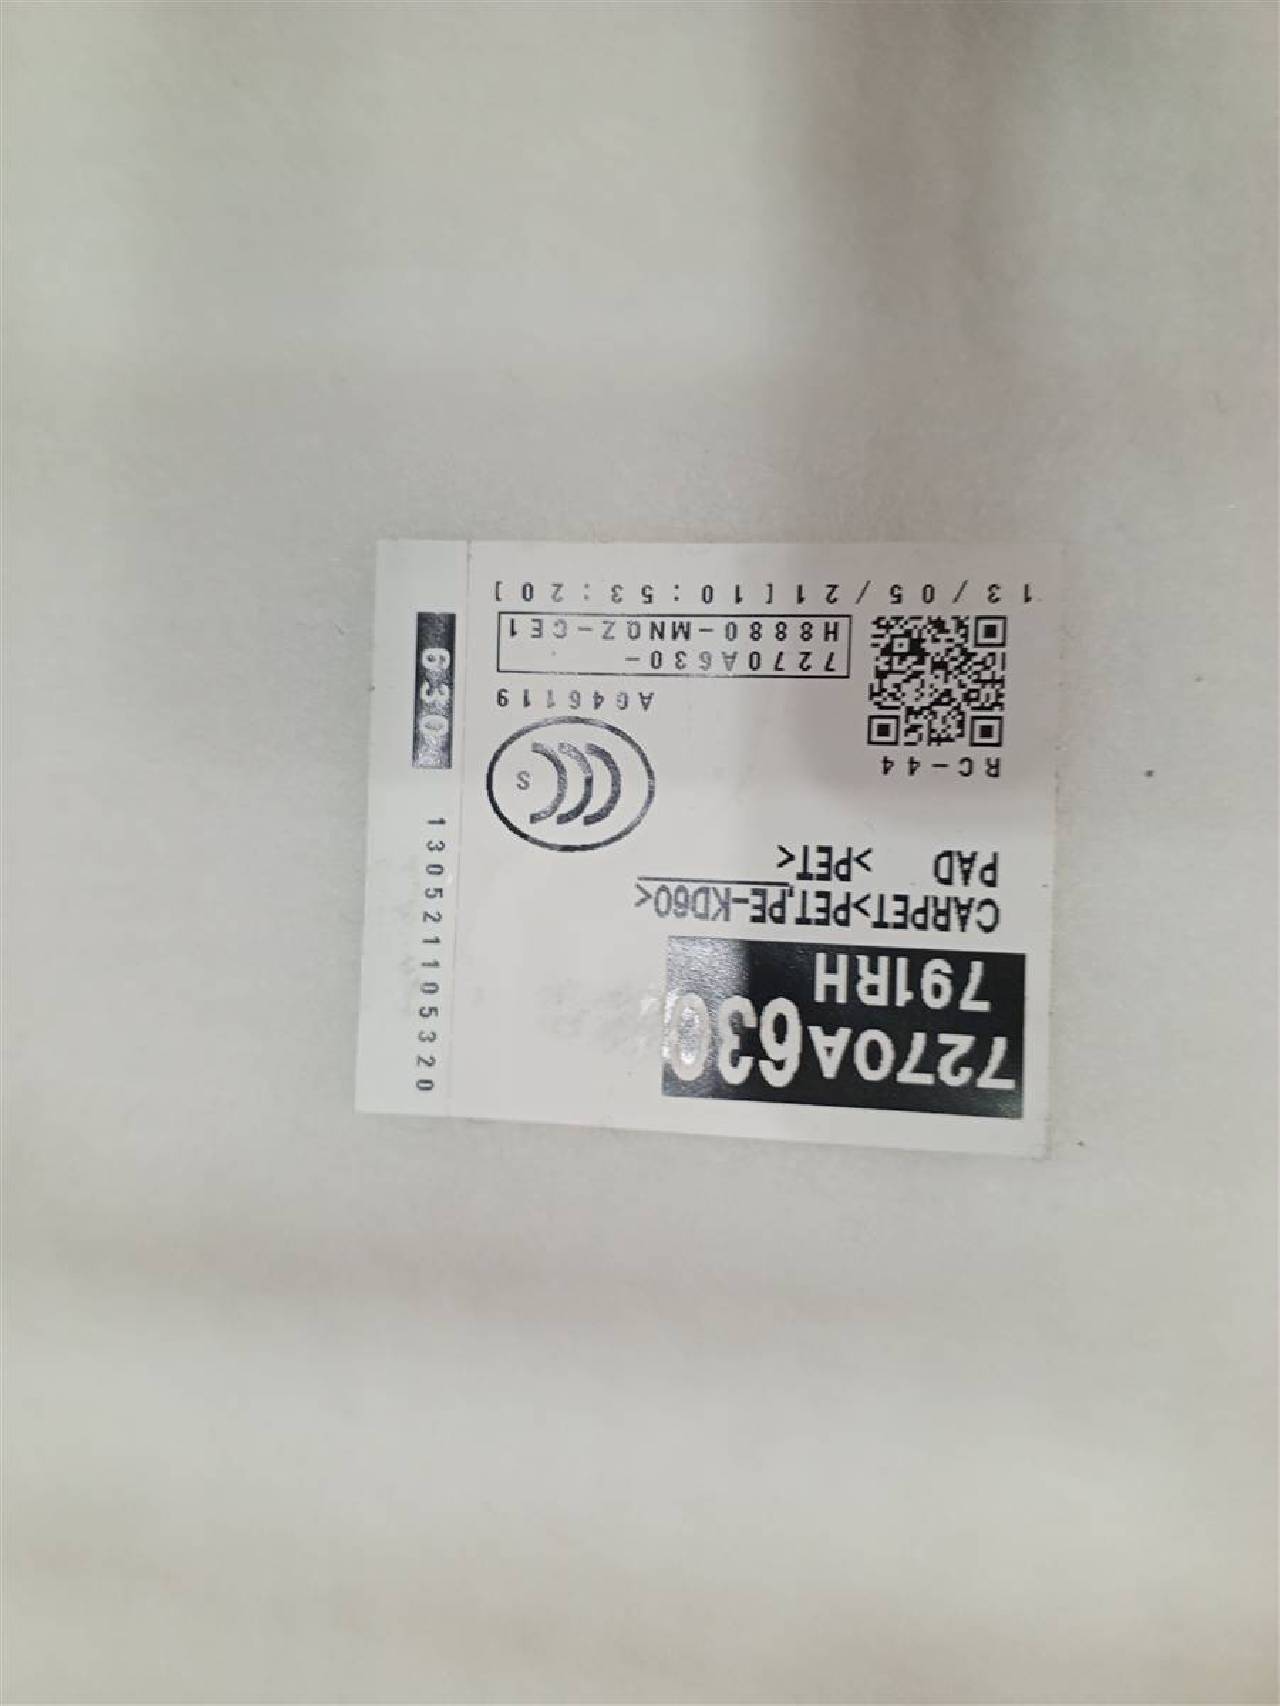 7270A630
791RH
CARPET>PET,PE-KD60<
PAD >PET<
RC-44
S
A046119
7270A630-
H8880-MNQZ-CE1
13/05/21[10:53:20]
630
130521105320